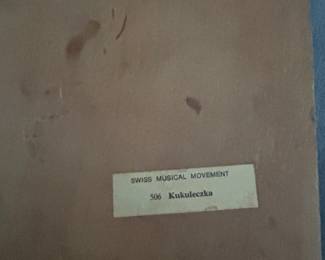 SWISS MUSICAL MOVEMENT
506 Kukuleczka